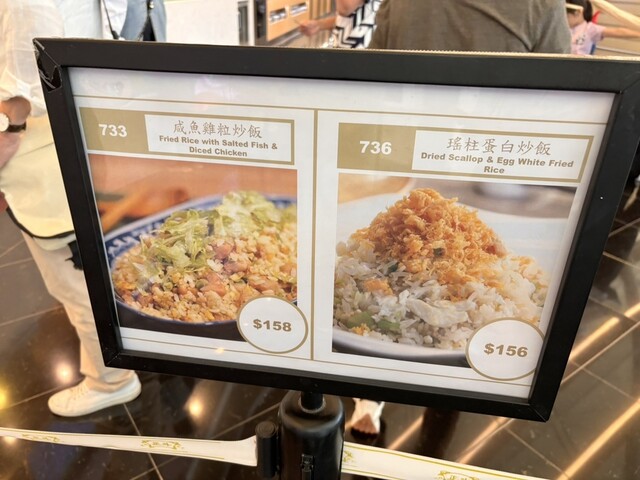 733
咸魚雞粒炒飯
Fried Rice with Salted Fish &
Diced Chicken
$158
736
瑤柱蛋白炒飯
Dried Scallop & Egg White Fried
Rice
$156